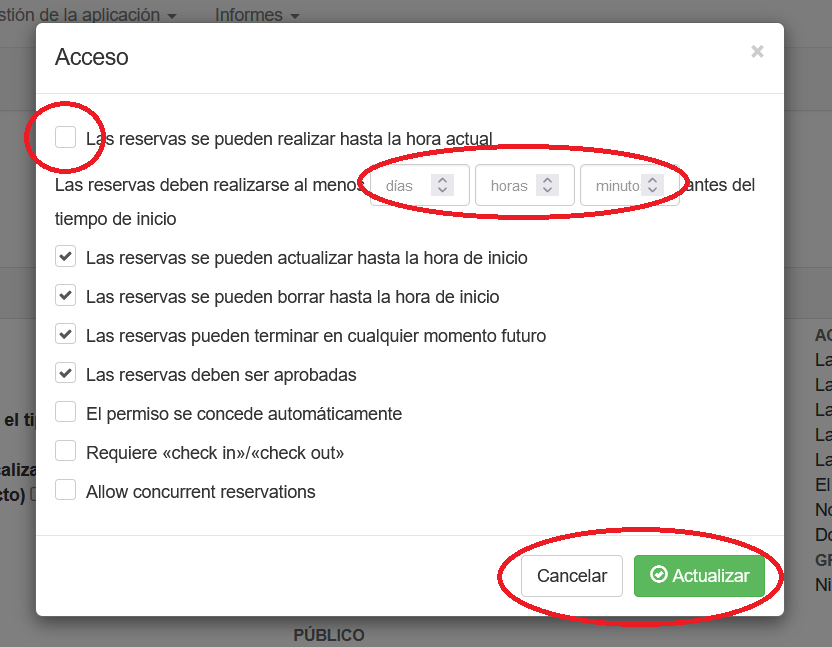 stión de la aplicación Informes
Acceso
×
Las reservas se pueden realizar hasta la hora actual
Las reservas deben realizarse al menos días horas minuto antes del
tiempo de inicio
Las reservas se pueden actualizar hasta la hora de inicio
Las reservas se pueden borrar hasta la hora de inicio
Las reservas pueden terminar en cualquier momento futuro
Las reservas deben ser aprobadas
El permiso se concede automáticamente
Requiere «check in»/«check out»
Allow concurrent reservations
Cancelar Actualizar
el ti
aliza
cto)
AC
La
La
La
La
La
El
No
Do
GR
Ni
PÚBLICO